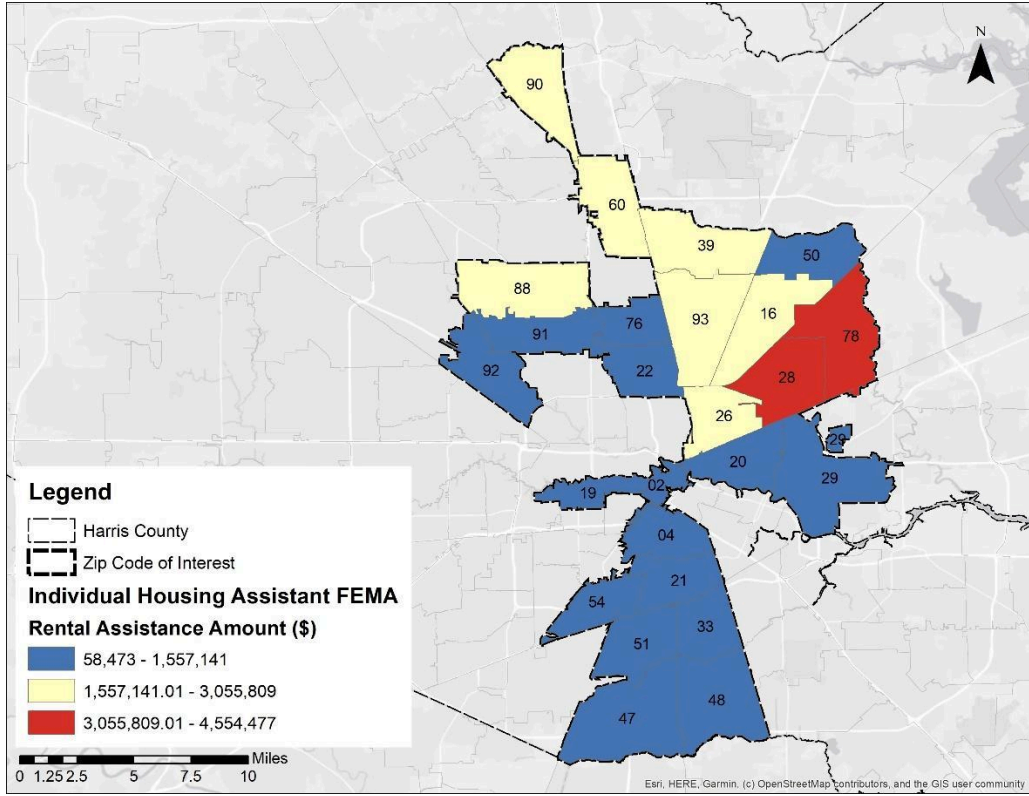 N
90
60
39
50
88
76
93
16
78
91
92
22
28
26
29
20
29
19
02
04
21
54
33
51
48
47
Legend
Harris County
Zip Code of Interest
Individual Housing Assistant FEMA
Rental Assistance Amount ($)
58,473 - 1,557,141
1,557,141.01 - 3,055,809
3,055,809.01 - 4,554,477
Miles
0 1.25 2.5 5 7.5 10
Esri, HERE, Garmin, (c) OpenStreetMap contributors, and the GIS user community